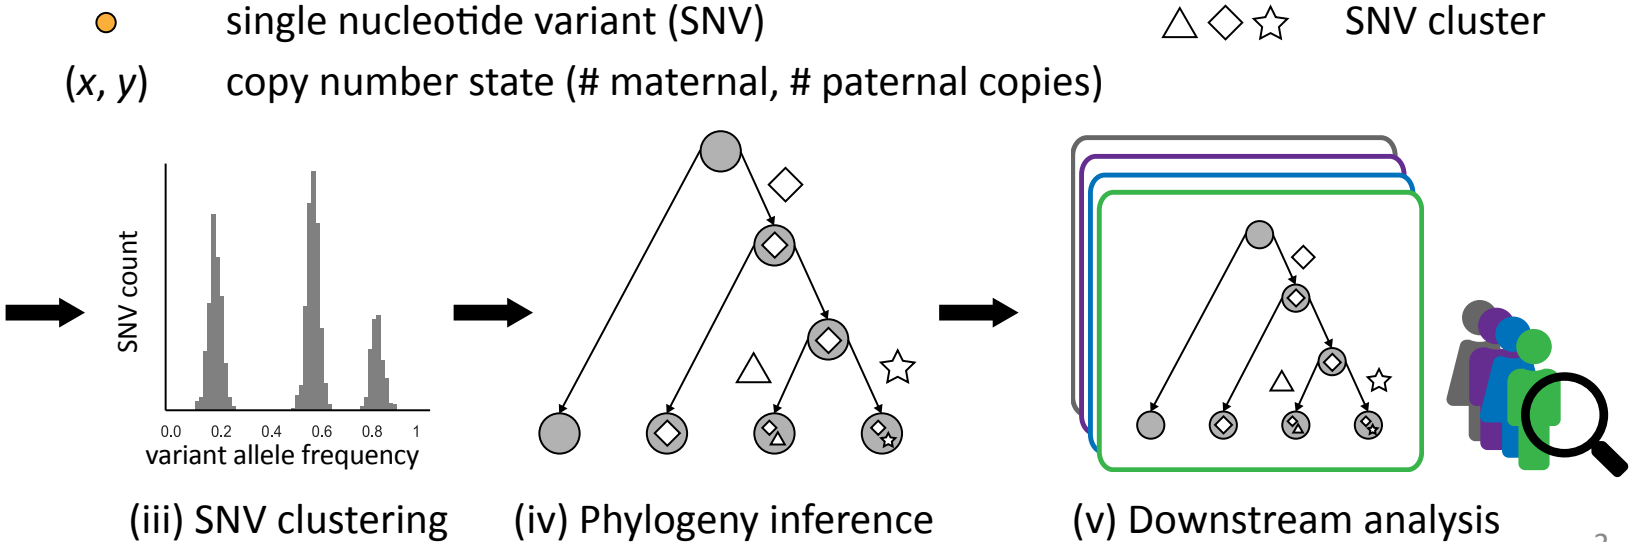 single nucleotide variant (SNV)
SNV cluster
(x, y) copy number state (# maternal, # paternal copies)
SNV count
0.0 0.2 0.4 0.6 0.8 1
variant allele frequency
(iii) SNV clustering
(iv) Phylogeny inference
(v) Downstream analysis